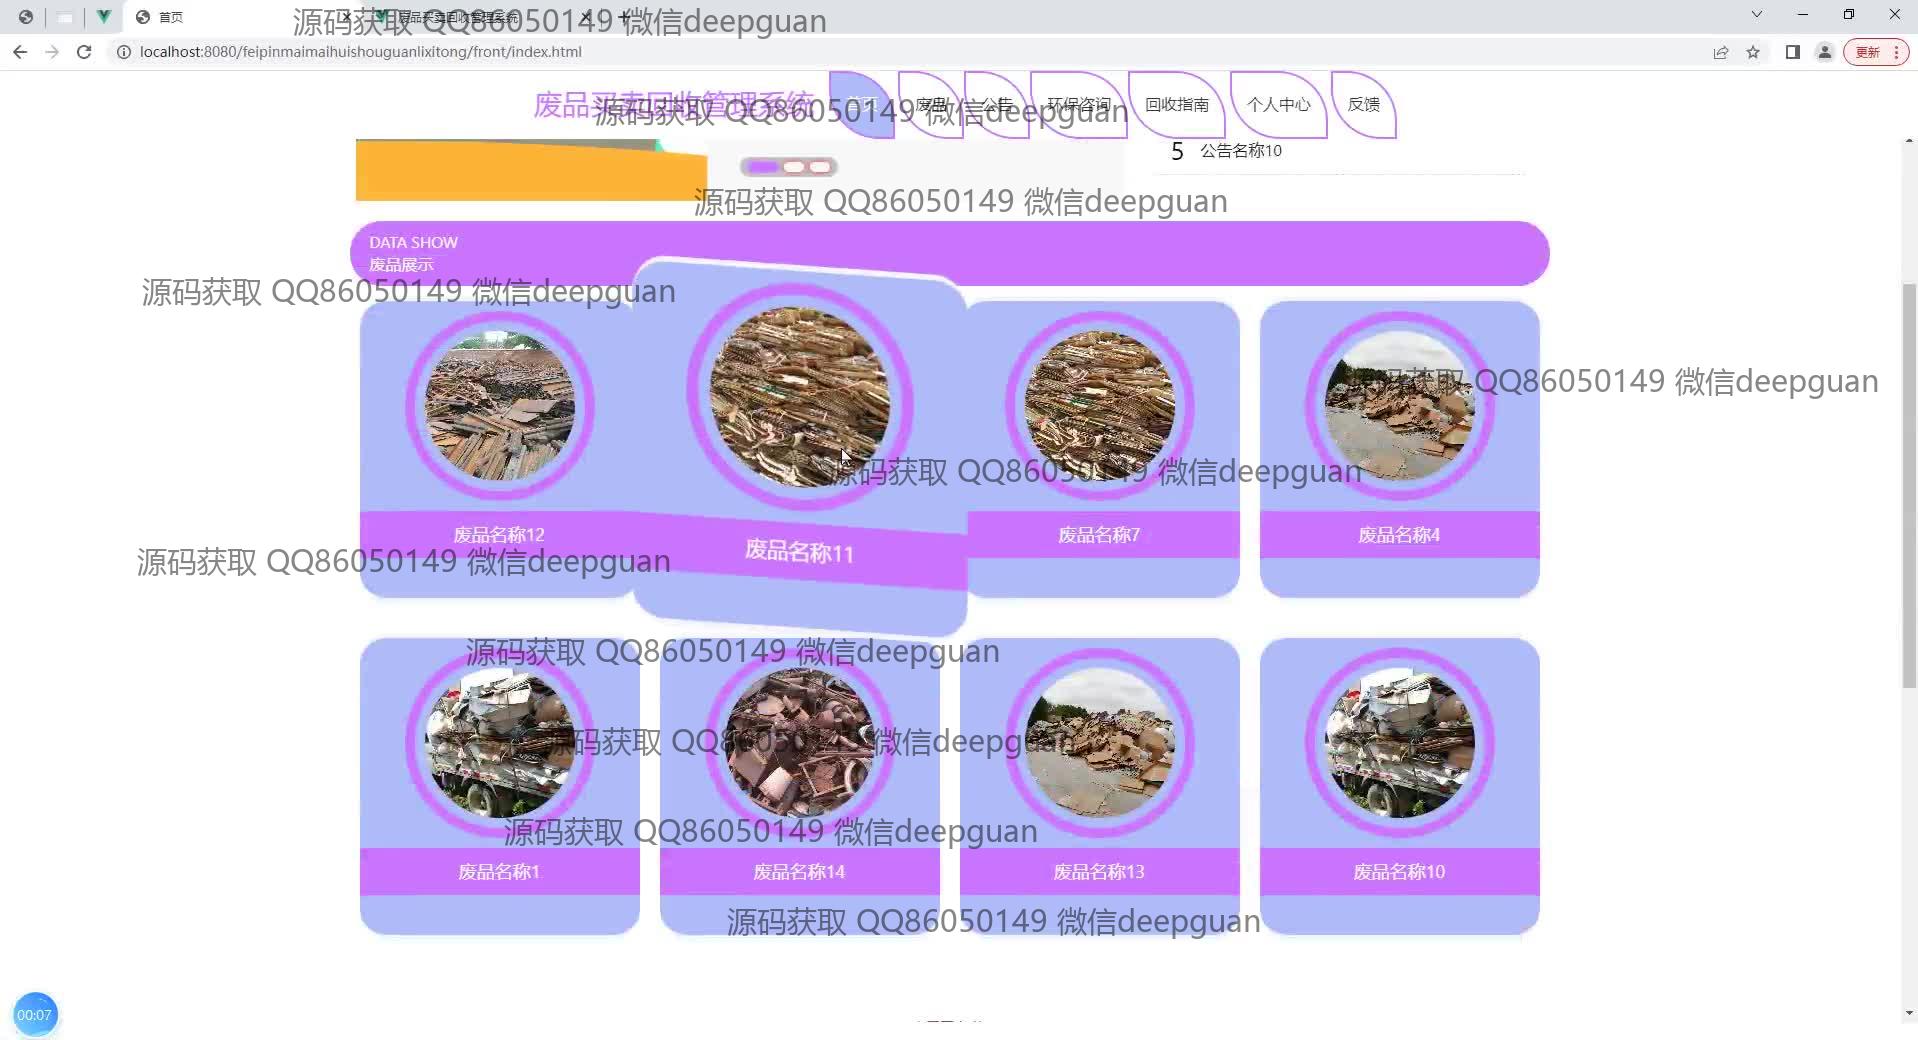 首页
废品买卖回收管理系统
源码获取 QQ86050149 微信deepguan
localhost:8080/feipinmaimaihuishouguanlixitong/front/index.html
更新
废品买卖回收管理系统
首页
废品
公告
环保咨询
回收指南
个人中心
反馈
源码获取 QQ86050149 微信deepguan
5 公告名称10
源码获取 QQ86050149 微信deepguan
DATA SHOW
废品展示
源码获取 QQ86050149 微信deepguan
源码获取 QQ86050149 微信deepguan
源码获取 QQ86050149 微信deepguan
废品名称12
废品名称11
废品名称7
废品名称4
源码获取 QQ86050149 微信deepguan
源码获取 QQ86050149 微信deepguan
源码获取 QQ86050149 微信deepguan
源码获取 QQ86050149 微信deepguan
废品名称1
废品名称14
废品名称13
废品名称10
源码获取 QQ86050149 微信deepguan
00:07